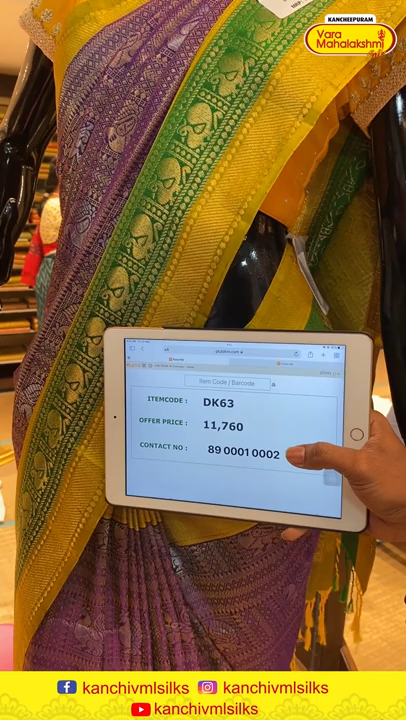 KANCHEEPURAM
Vara
Mahalakshmi
Silks
Item Code / Barcode
ITEMCODE : DK63
OFFER PRICE : 11,760
CONTACT NO : 89 0001 0002
kanchivmlsilks kanchivmlsilks
kanchivmlsilks